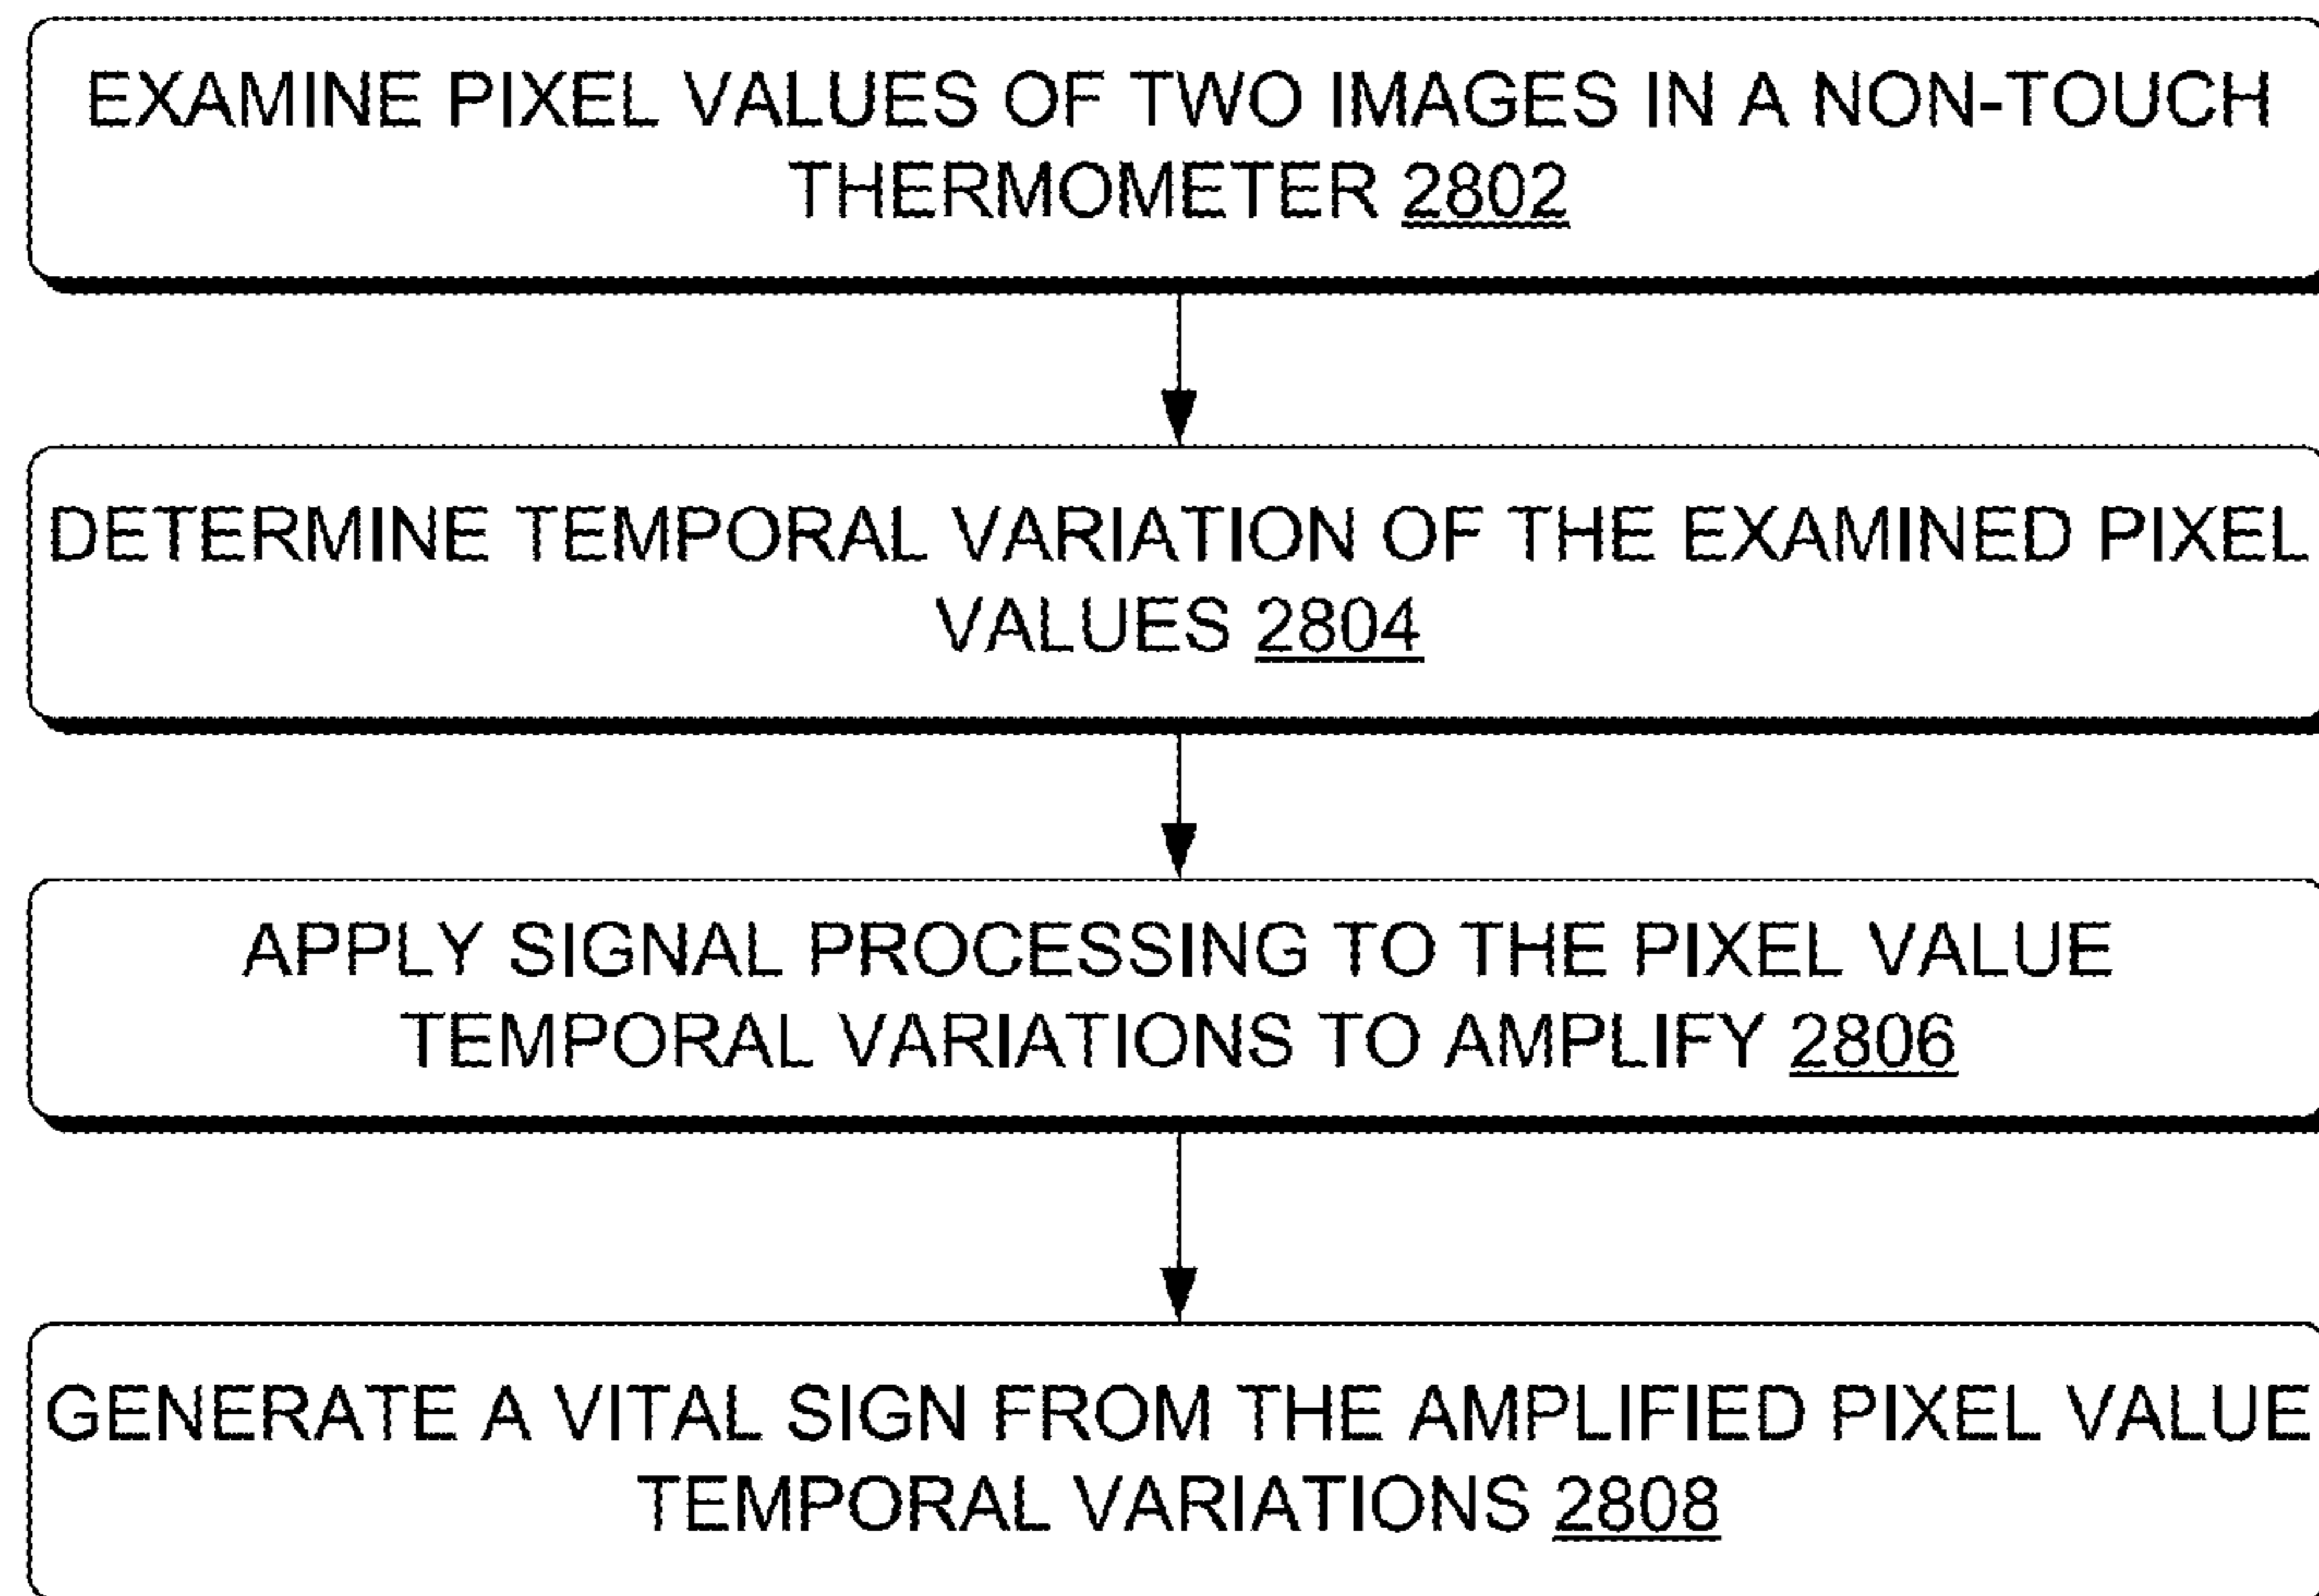 EXAMINE PIXEL VALUES OF TWO IMAGES IN A NON-TOUCH
THERMOMETER 2802
DETERMINE TEMPORAL VARIATION OF THE EXAMINED PIXEL
VALUES 2804
APPLY SIGNAL PROCESSING TO THE PIXEL VALUE
TEMPORAL VARIATIONS TO AMPLIFY 2806
GENERATE A VITAL SIGN FROM THE AMPLIFIED PIXEL VALUE
TEMPORAL VARIATIONS 2808